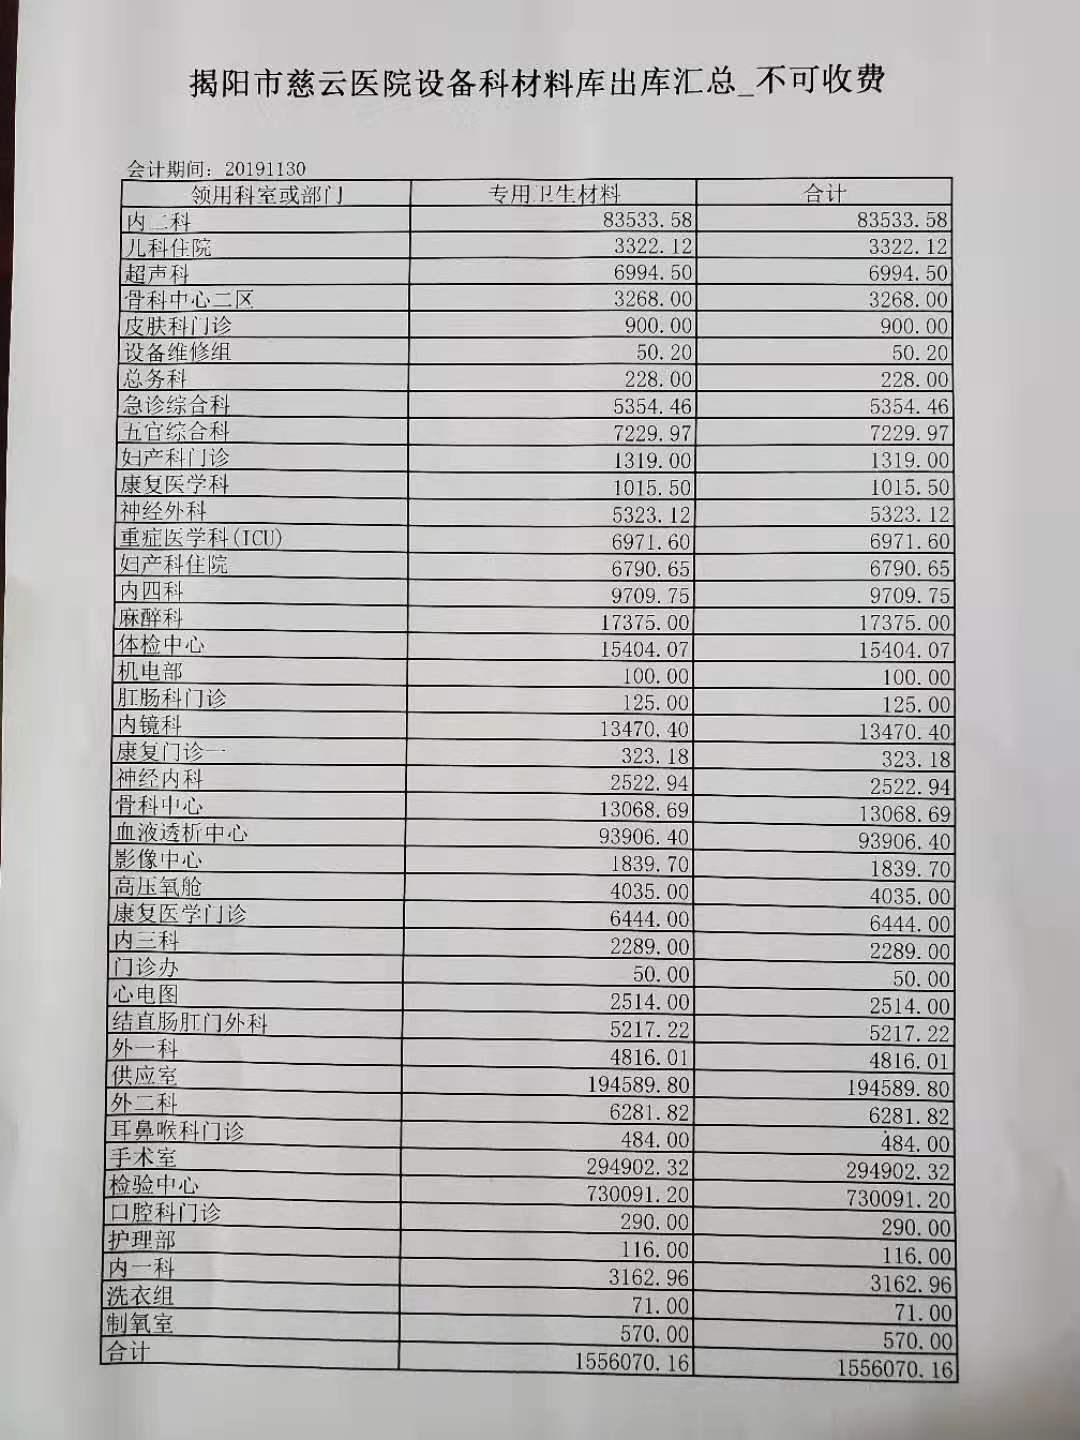 揭阳市慈云医院设备科材料库出库汇总_不可收费
会计期间: 20191130
领用科室或部门 专用卫生材料 合计
内二科 83533.58 83533.58
儿科住院 3322.12 3322.12
超声科 6994.50 6994.50
骨科中心二区 3268.00 3268.00
皮肤科门诊 900.00 900.00
设备维修组 50.20 50.20
总务科 228.00 228.00
急诊综合科 5354.46 5354.46
五官综合科 7229.97 7229.97
妇产科门诊 1319.00 1319.00
康复医学科 1015.50 1015.50
神经外科 5323.12 5323.12
重症医学科(ICU) 6971.60 6971.60
妇产科住院 6790.65 6790.65
内四科 9709.75 9709.75
麻醉科 17375.00 17375.00
体检中心 15404.07 15404.07
机电部 100.00 100.00
肛肠科门诊 125.00 125.00
内镜科 13470.40 13470.40
康复门诊一 323.18 323.18
神经内科 2522.94 2522.94
骨科中心 13068.69 13068.69
血液透析中心 93906.40 93906.40
影像中心 1839.70 1839.70
高压氧舱 4035.00 4035.00
康复医学门诊 6444.00 6444.00
内三科 2289.00 2289.00
门诊办 50.00 50.00
心电图 2514.00 2514.00
结直肠肛门外科 5217.22 5217.22
外一科 4816.01 4816.01
供应室 194589.80 194589.80
外二科 6281.82 6281.82
耳鼻喉科门诊 484.00 484.00
手术室 294902.32 294902.32
检验中心 730091.20 730091.20
口腔科门诊 290.00 290.00
护理部 116.00 116.00
内一科 3162.96 3162.96
洗衣组 71.00 71.00
制氧室 570.00 570.00
合计 1556070.16 1556070.16